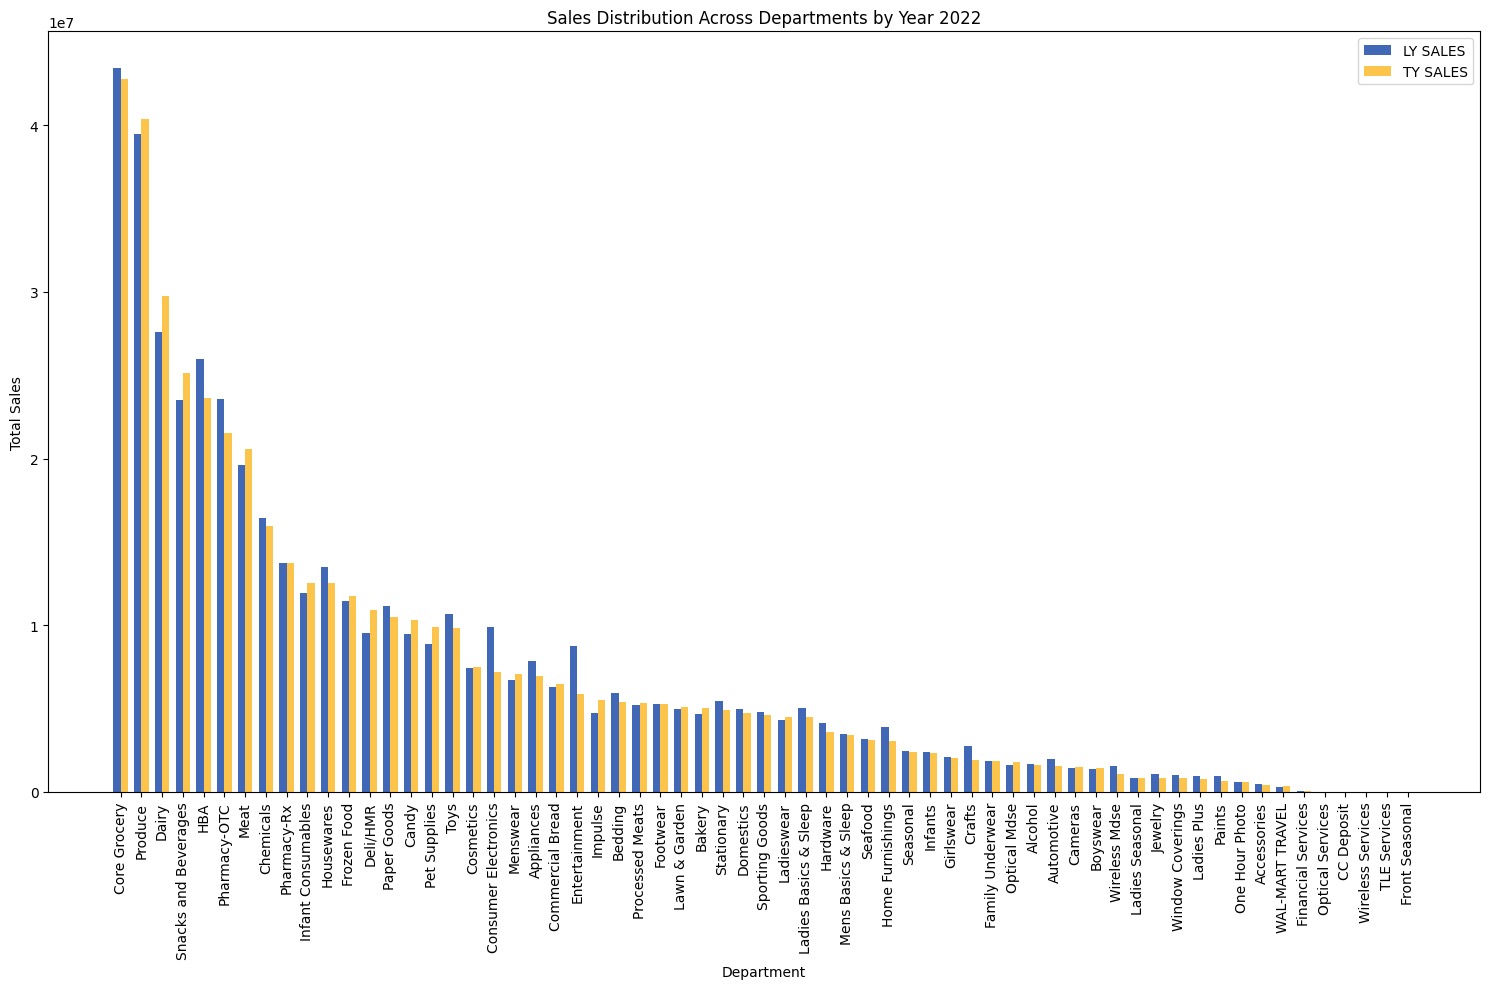 Sales Distribution Across Departments by Year 2022
1e7
LY SALES
TY SALES
4
3
2
1
0
Total Sales
Core Grocery
Produce
Dairy
Snacks and Beverages
HBA
Pharmacy-OTC
Meat
Chemicals
Pharmacy-Rx
Infant Consumables
Housewares
Frozen Food
Deli/HMR
Paper Goods
Candy
Pet Supplies
Toys
Cosmetics
Consumer Electronics
Menswear
Appliances
Commercial Bread
Entertainment
Impulse
Bedding
Processed Meats
Footwear
Lawn & Garden
Bakery
Stationary
Domestics
Sporting Goods
Ladieswear
Ladies Basics & Sleep
Hardware
Mens Basics & Sleep
Seafood
Home Furnishings
Seasonal
Infants
Girlswear
Crafts
Family Underwear
Optical Mdse
Alcohol
Automotive
Cameras
Boyswear
Wireless Mdse
Ladies Seasonal
Jewelry
Window Coverings
Ladies Plus
Paints
One Hour Photo
Accessories
WAL-MART TRAVEL
Financial Services
Optical Services
CC Deposit
Wireless Services
TLE Services
Front Seasonal
Department